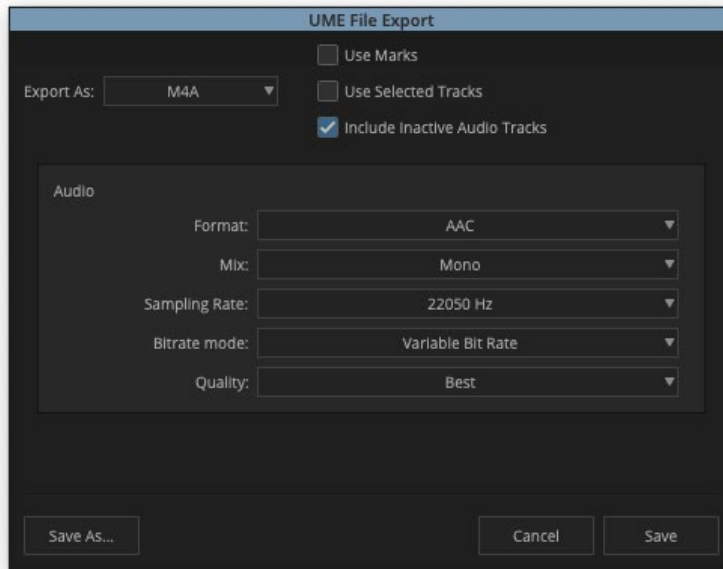 UME File Export
Use Marks
Export As: M4A
Use Selected Tracks
Include Inactive Audio Tracks
Audio
Format: AAC
Mix: Mono
Sampling Rate: 22050 Hz
Bitrate mode: Variable Bit Rate
Quality: Best
Save As... Cancel Save